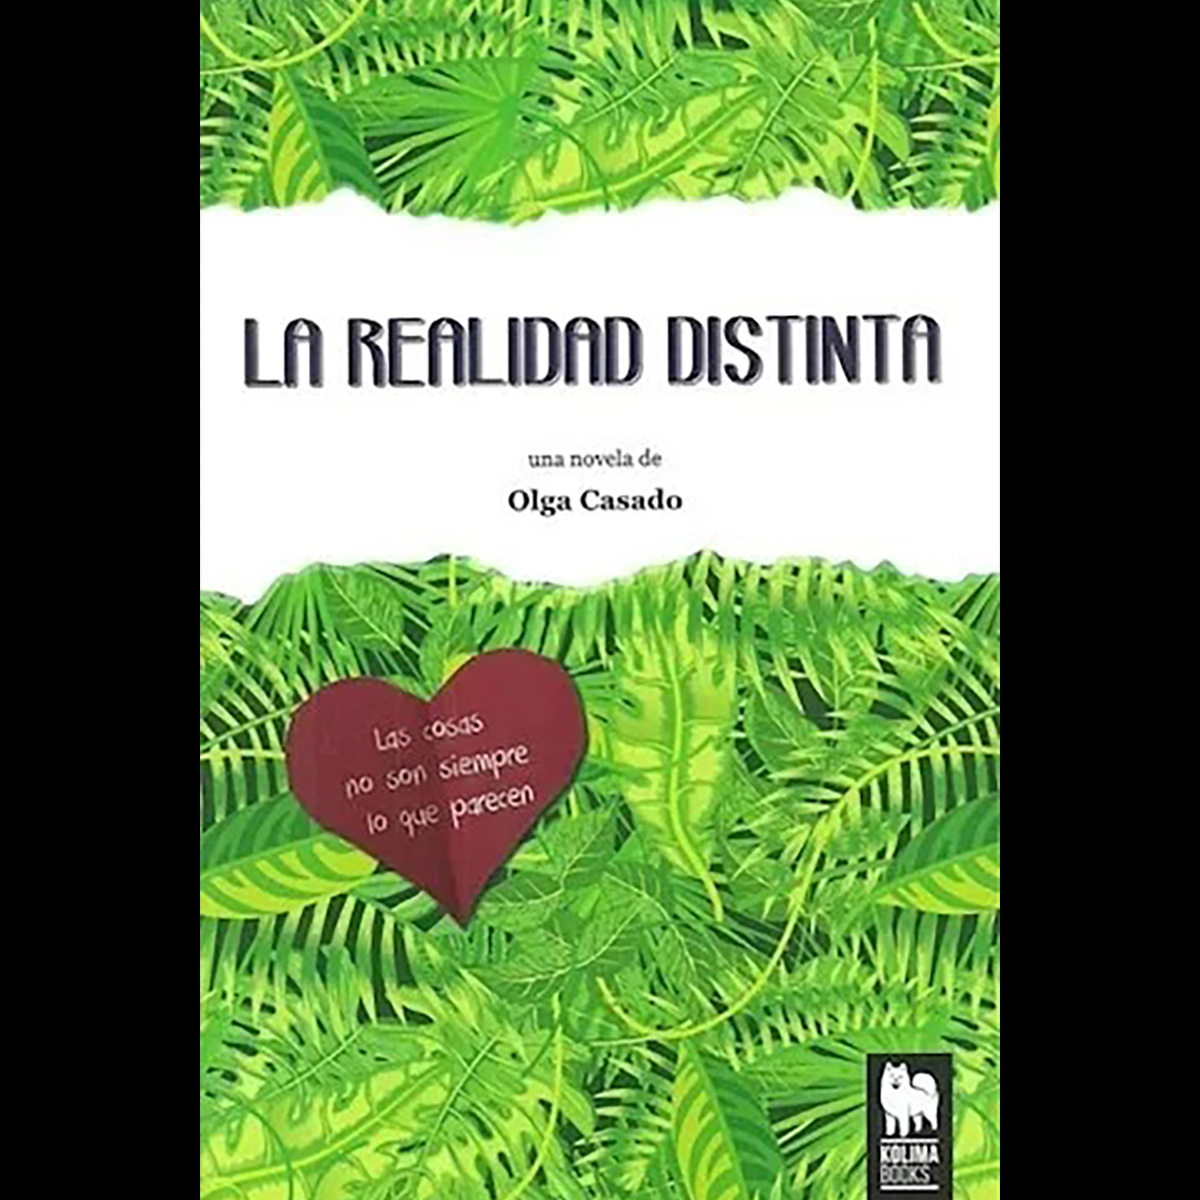 LA REALIDAD DISTINTA
una novela de
Olga Casado
Las cosas
no son siempre
lo que parecen
KOLIMA
BOOKS